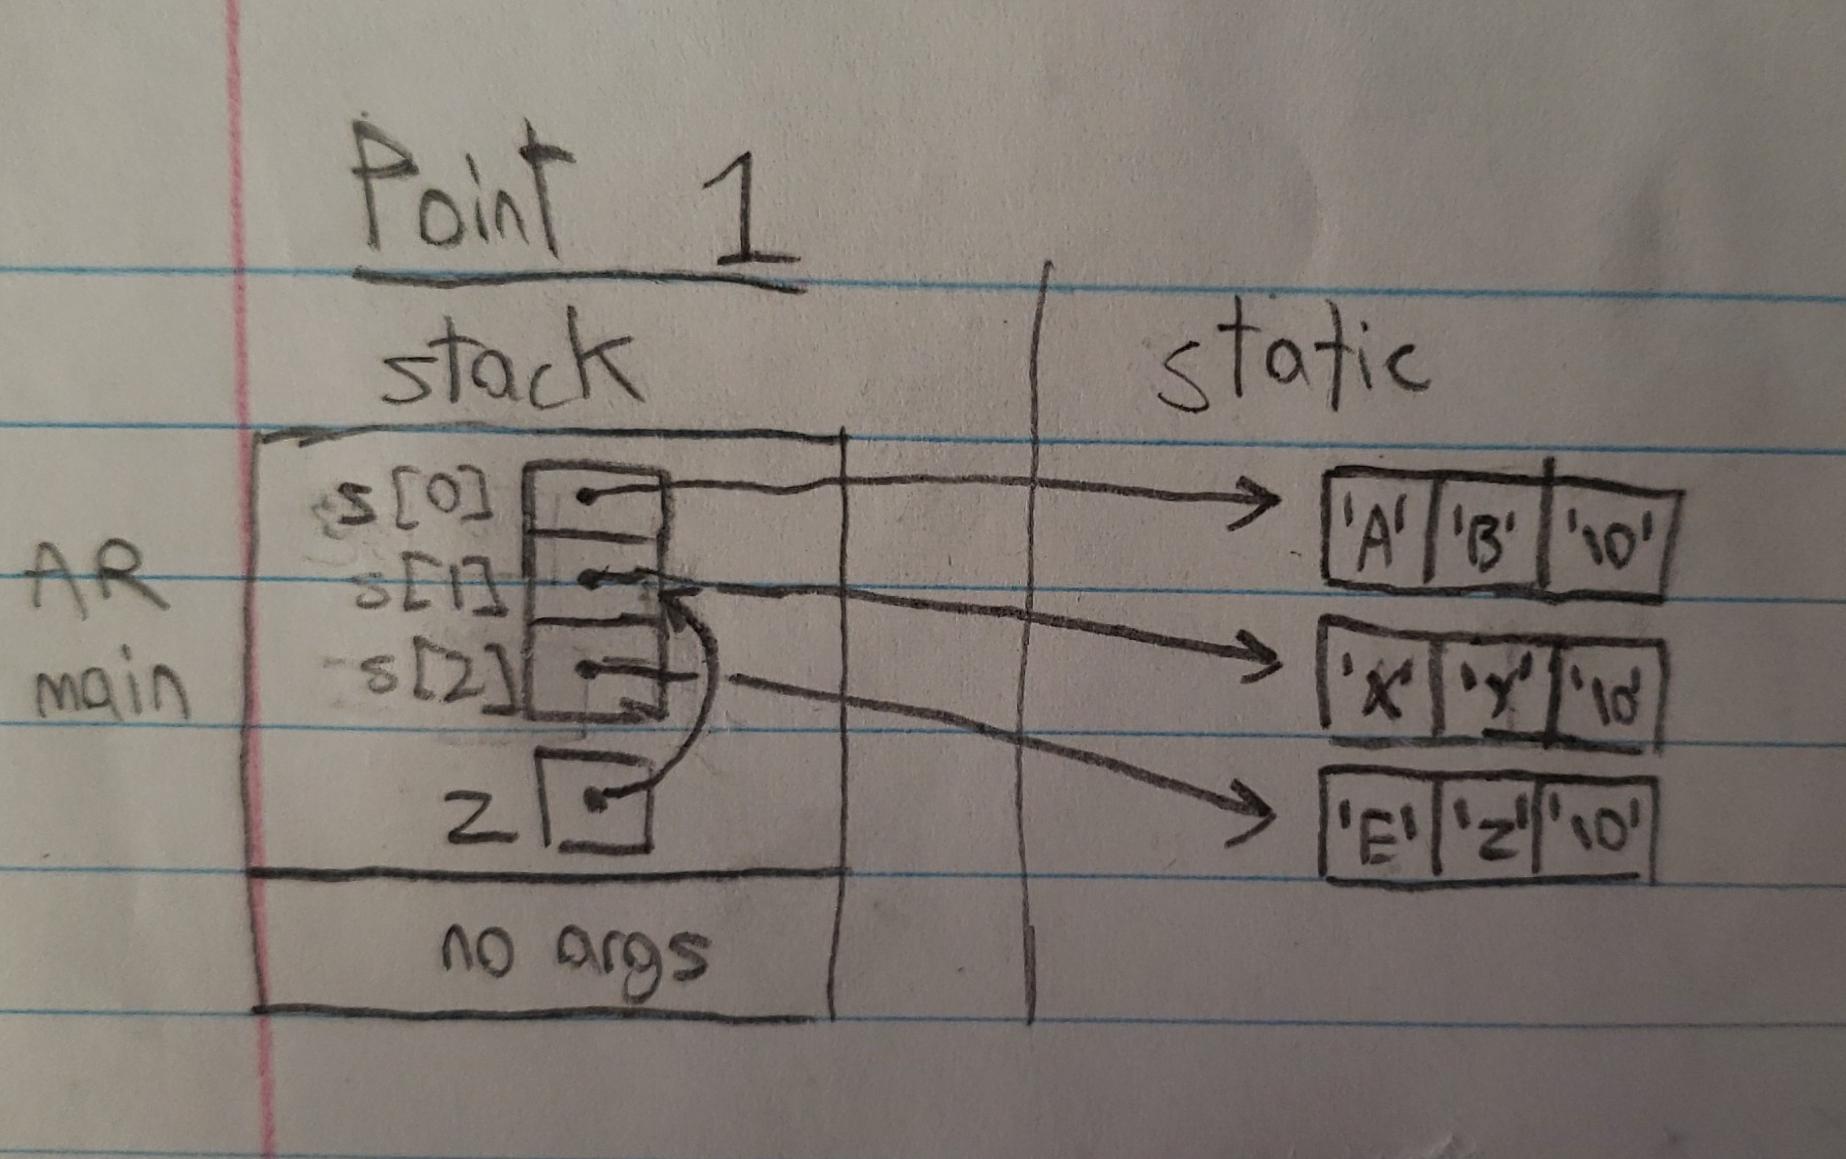 Point 1
stack static
s[0] 'A' 'B' '\0'
AR s[1]
main s[2] 'X' 'Y' '\0'
z 'E' 'Z' '\0'
no args